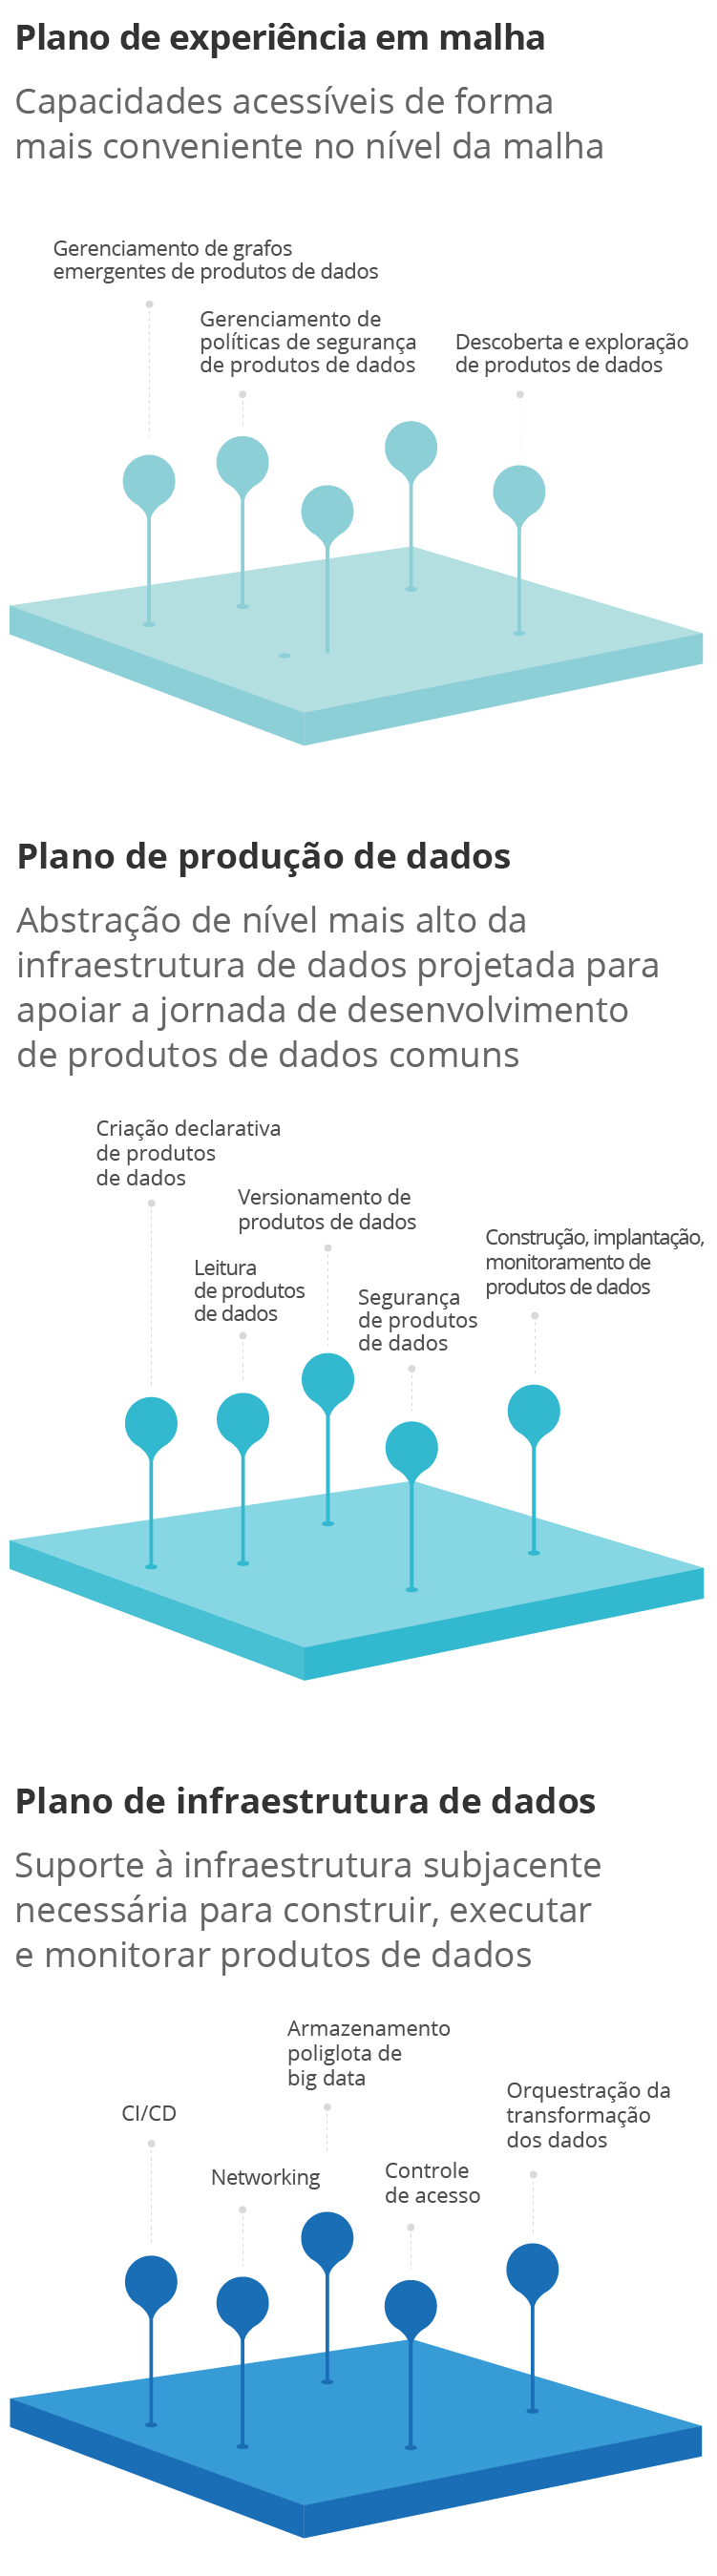 Plano de experiência em malha
Capacidades acessíveis de forma
mais conveniente no nível da malha
Gerenciamento de grafos
emergentes de produtos de dados
Gerenciamento de
políticas de segurança
de produtos de dados
Descoberta e exploração
de produtos de dados
Plano de produção de dados
Abstração de nível mais alto da
infraestrutura de dados projetada para
apoiar a jornada de desenvolvimento
de produtos de dados comuns
Criação declarativa
de produtos
de dados
Versionamento de
produtos de dados
Leitura
de produtos
de dados
Segurança
de produtos
de dados
Construção, implantação,
monitoramento de
produtos de dados
Plano de infraestrutura de dados
Suporte à infraestrutura subjacente
necessária para construir, executar
e monitorar produtos de dados
CI/CD
Networking
Armazenamento
poliglota de
big data
Controle
de acesso
Orquestração da
transformação
dos dados